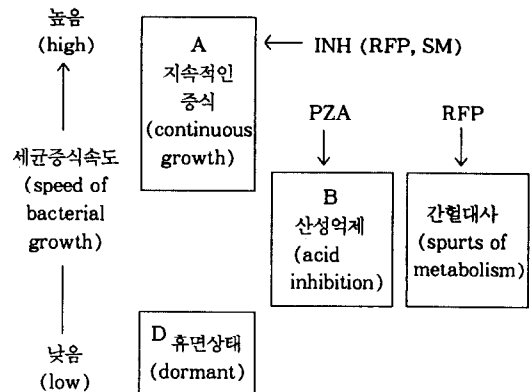 높음
(high)
세균증식속도
(speed of
bacterial
growth)
낮음
(low)
A
지속적인
증식
(continuous
growth)
INH (RFP, SM)
PZA
RFP
B
산성억제
(acid
inhibition)
간헐대사
(spurts of
metabolism)
D 휴면상태
(dormant)